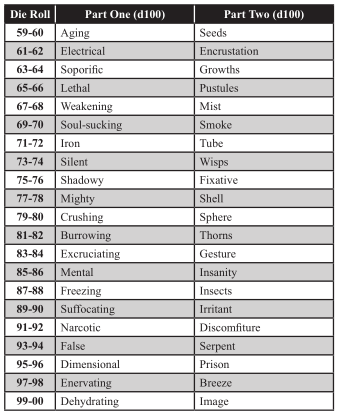 Die Roll Part One (d100) Part Two (d100)
59-60 Aging Seeds
61-62 Electrical Encrustation
63-64 Soporific Growths
65-66 Lethal Pustules
67-68 Weakening Mist
69-70 Soul-sucking Smoke
71-72 Iron Tube
73-74 Silent Wisps
75-76 Shadowy Fixative
77-78 Mighty Shell
79-80 Crushing Sphere
81-82 Burrowing Thorns
83-84 Excruciating Gesture
85-86 Mental Insanity
87-88 Freezing Insects
89-90 Suffocating Irritant
91-92 Narcotic Discomfiture
93-94 False Serpent
95-96 Dimensional Prison
97-98 Enervating Breeze
99-00 Dehydrating Image